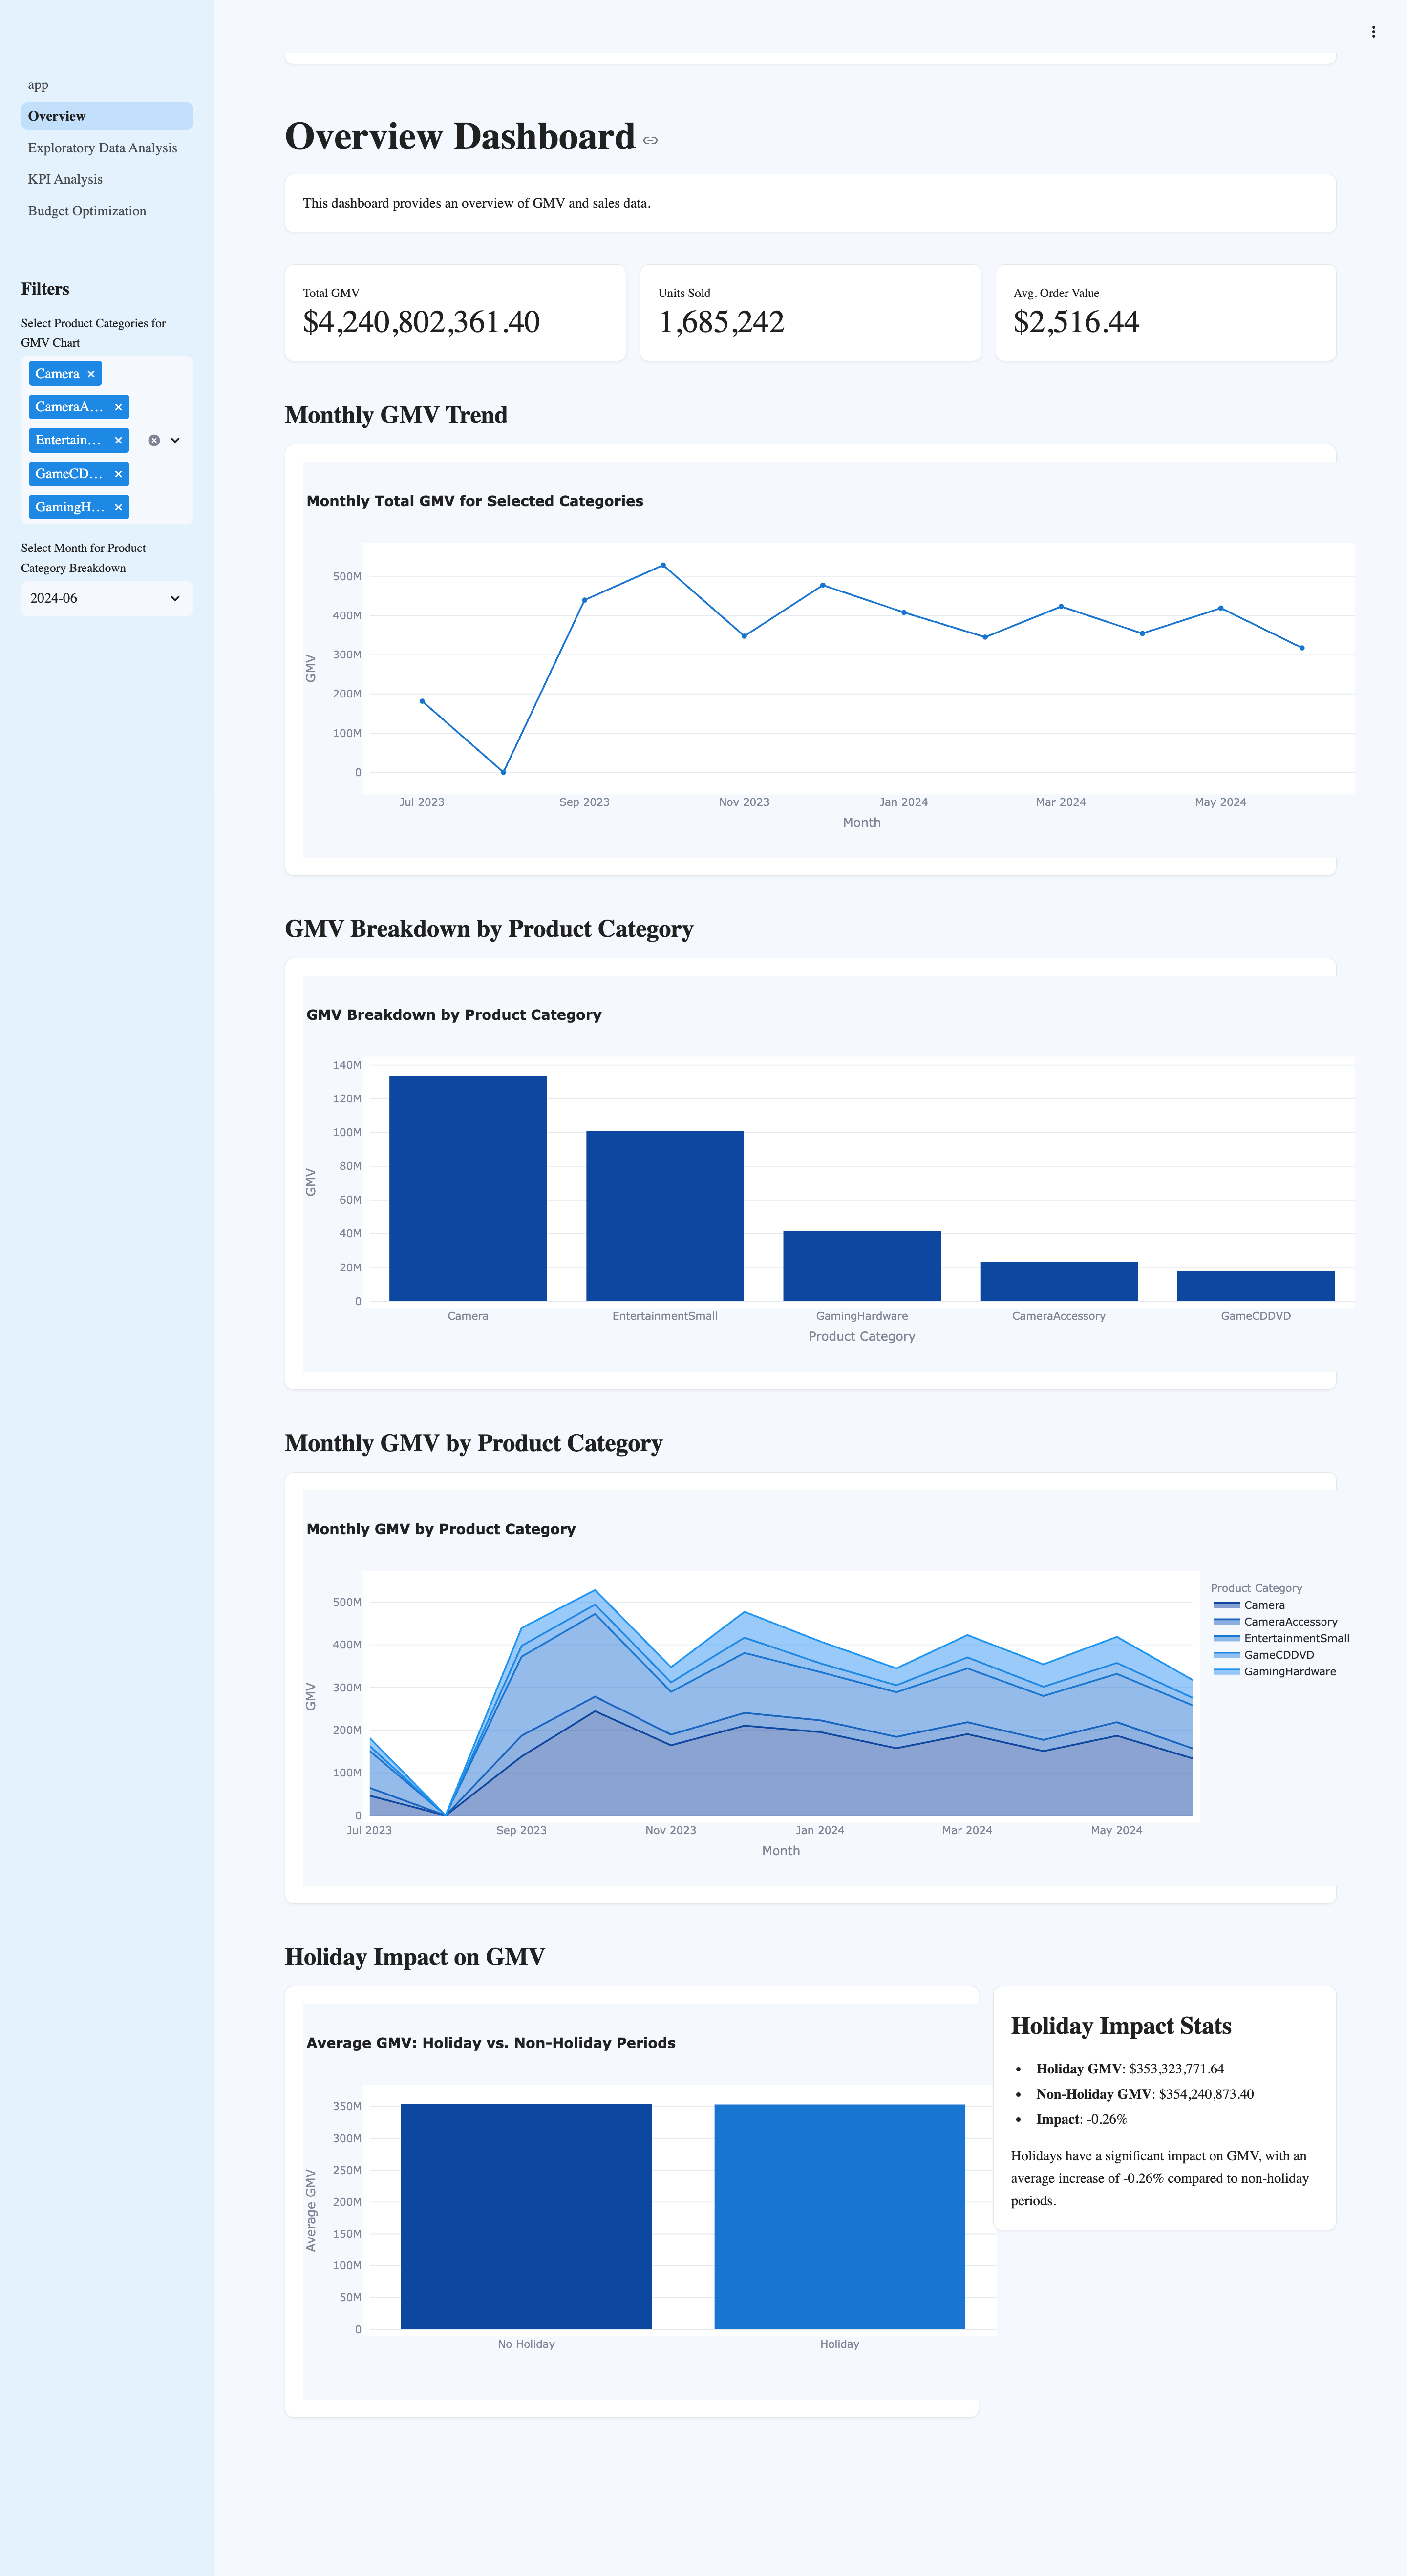 app
Overview
Exploratory Data Analysis
KPI Analysis
Budget Optimization
Filters
Select Product Categories for
GMV Chart
Camera
CameraA...
Entertain...
GameCD...
GamingH...
Select Month for Product
Category Breakdown
2024-06
Overview Dashboard
This dashboard provides an overview of GMV and sales data.
Total GMV
$4,240,802,361.40
Units Sold
1,685,242
Avg. Order Value
$2,516.44
Monthly GMV Trend
Monthly Total GMV for Selected Categories
GMV
500M
400M
300M
200M
100M
0
Jul 2023 Sep 2023 Nov 2023 Jan 2024 Mar 2024 May 2024
Month
GMV Breakdown by Product Category
GMV Breakdown by Product Category
GMV
140M
120M
100M
80M
60M
40M
20M
0
Camera EntertainmentSmall GamingHardware CameraAccessory GameCDDVD
Product Category
Monthly GMV by Product Category
Monthly GMV by Product Category
GMV
500M
400M
300M
200M
100M
0
Jul 2023 Sep 2023 Nov 2023 Jan 2024 Mar 2024 May 2024
Month
Product Category
Camera
CameraAccessory
EntertainmentSmall
GameCDDVD
GamingHardware
Holiday Impact on GMV
Average GMV: Holiday vs. Non-Holiday Periods
Average GMV
350M
300M
250M
200M
150M
100M
50M
0
No Holiday Holiday
Holiday Impact Stats
• Holiday GMV: $353,323,771.64
• Non-Holiday GMV: $354,240,873.40
• Impact: -0.26%
Holidays have a significant impact on GMV, with an
average increase of -0.26% compared to non-holiday
periods.